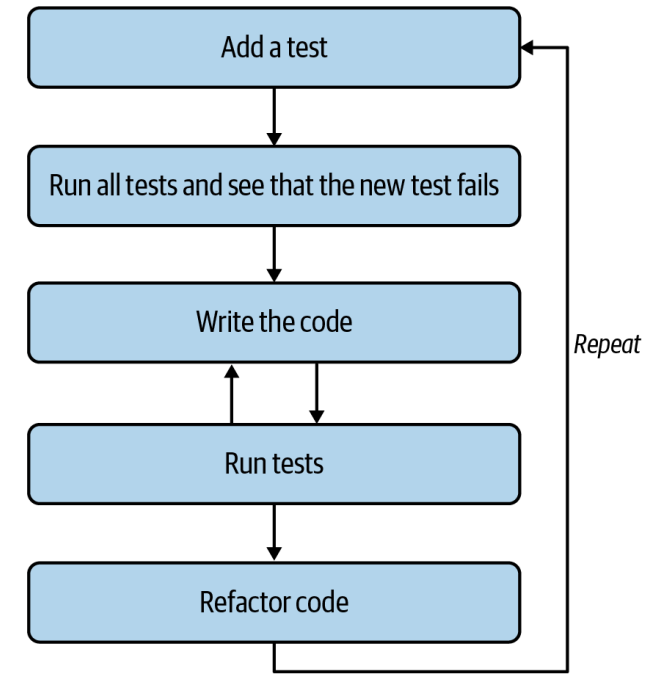 Add a test
Run all tests and see that the new test fails
Write the code
Repeat
Run tests
Refactor code